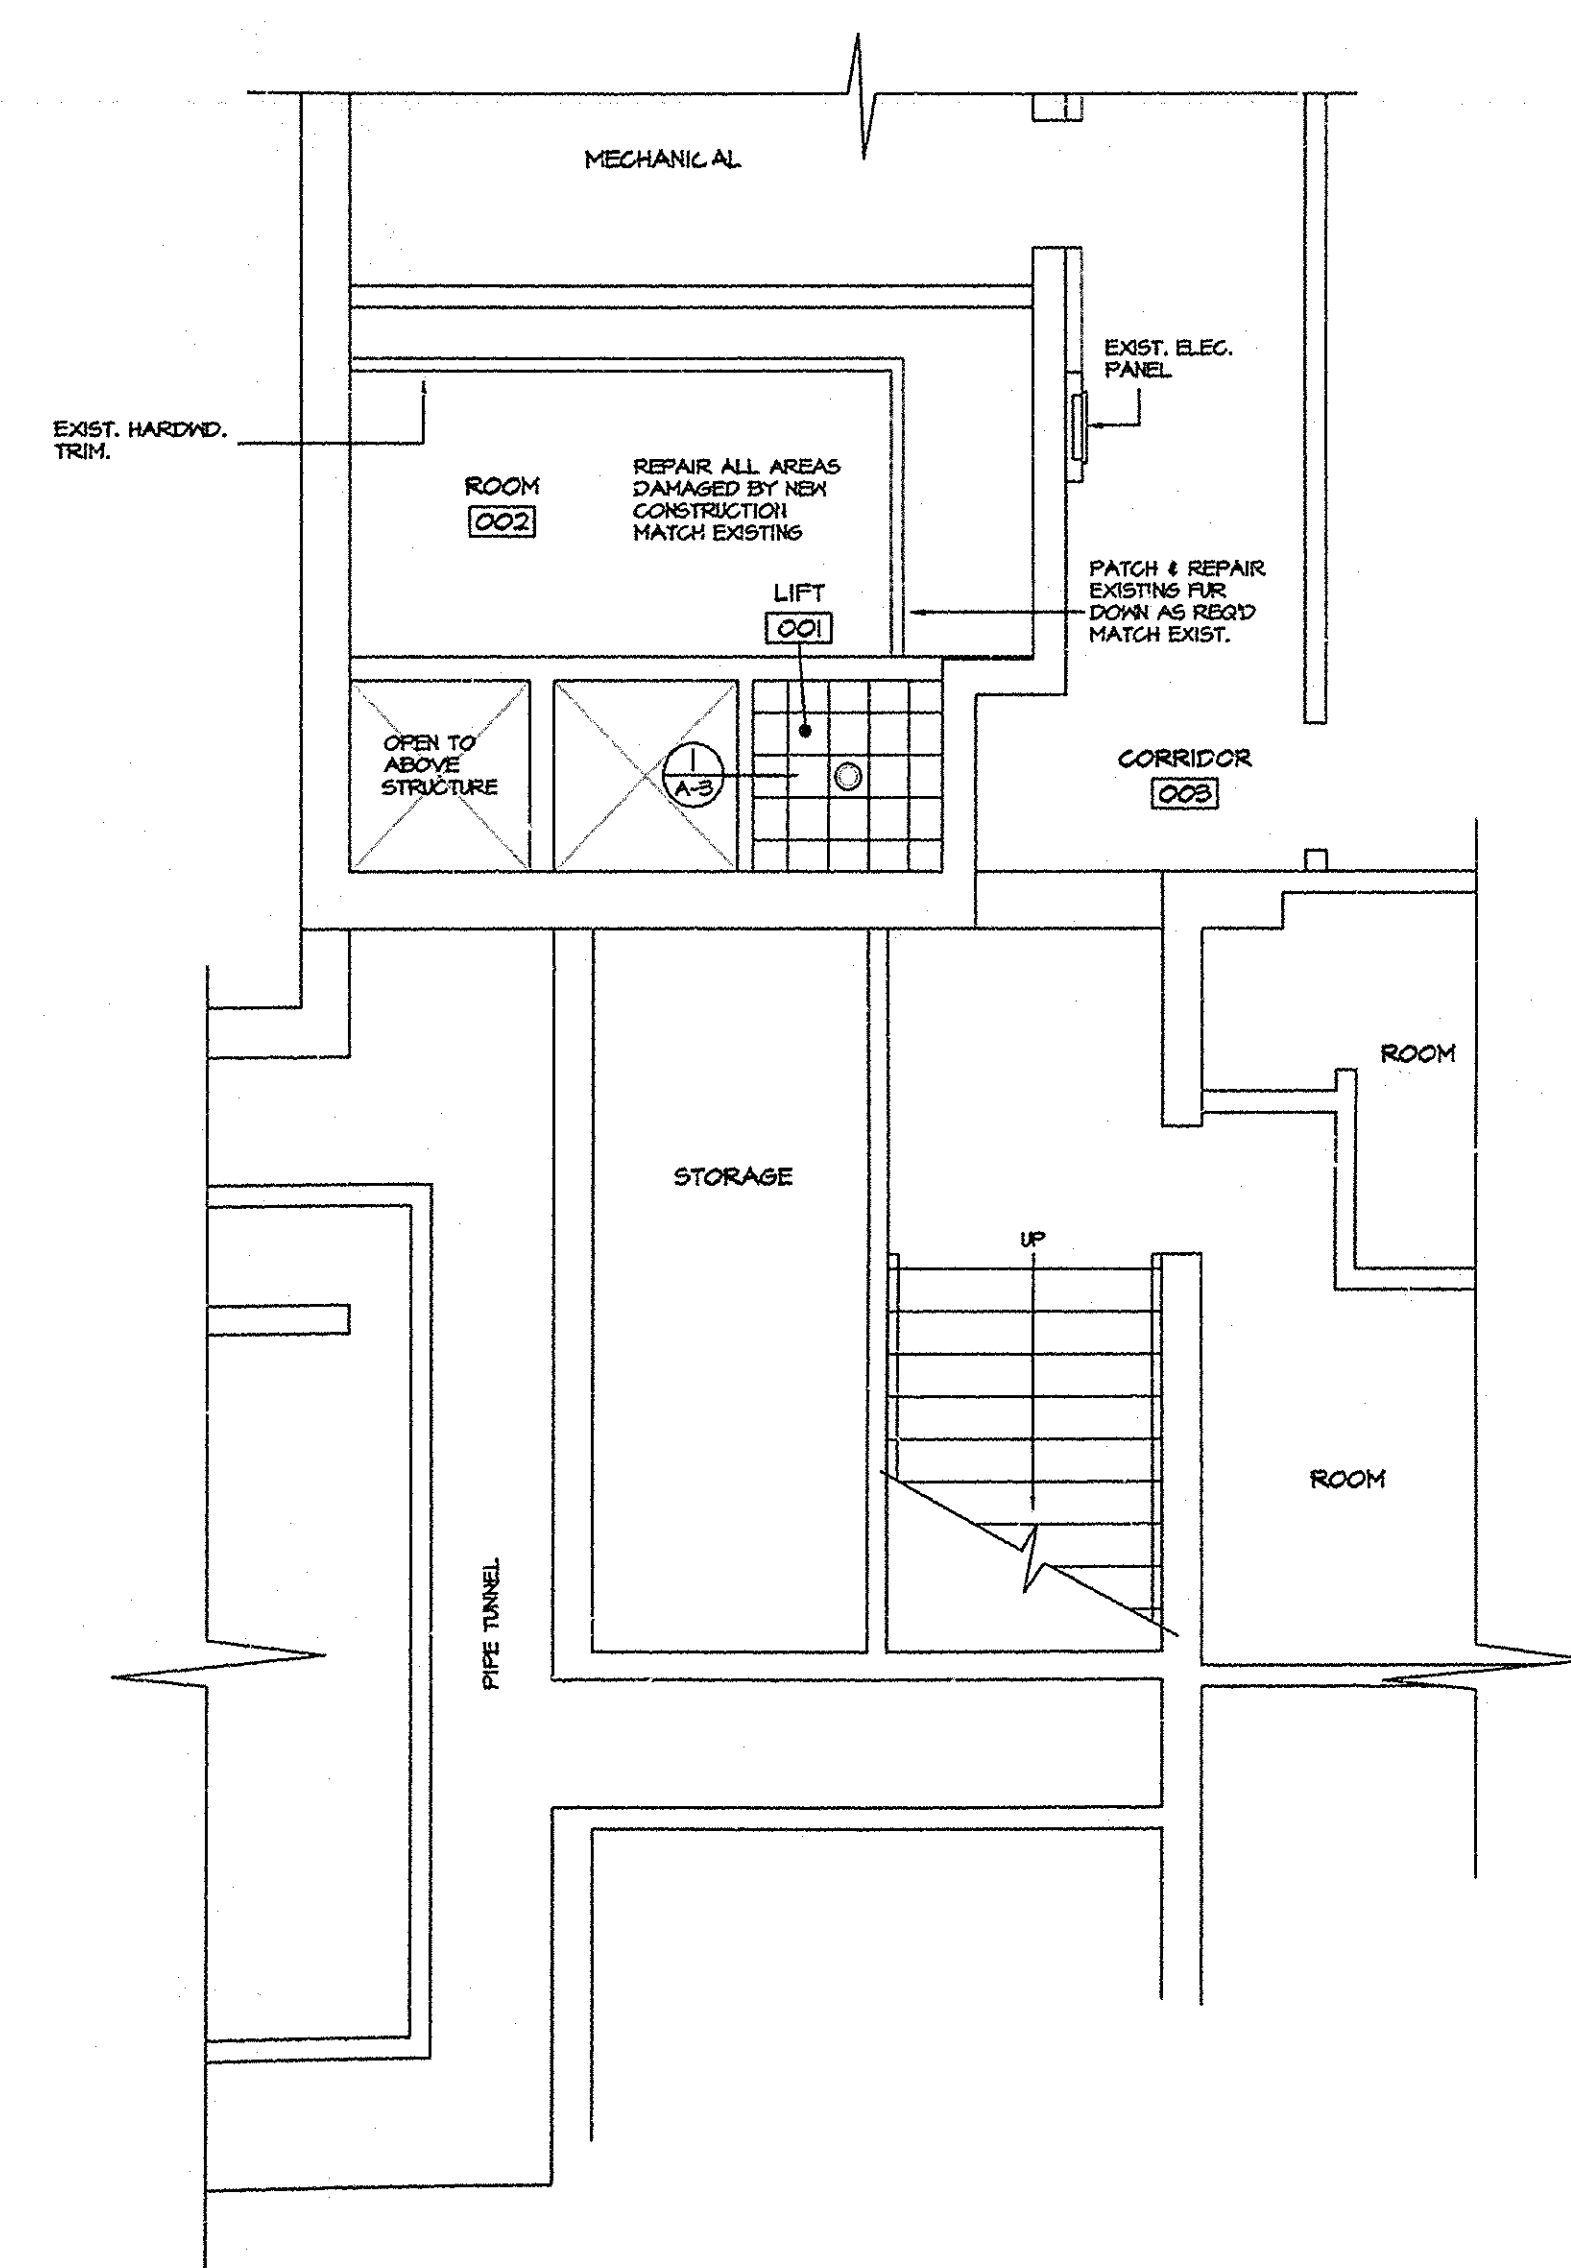 MECHANICAL
EXIST. ELEC.
PANEL
EXIST. HARDWD.
TRIM.
ROOM
002
REPAIR ALL AREAS
DAMAGED BY NEW
CONSTRUCTION
MATCH EXISTING
LIFT
001
PATCH & REPAIR
EXISTING FUR
DOWN AS REQ'D
MATCH EXIST.
OPEN TO
ABOVE
STRUCTURE
1
A-3
CORRIDOR
003
ROOM
STORAGE
UP
ROOM
PIPE TUNNEL